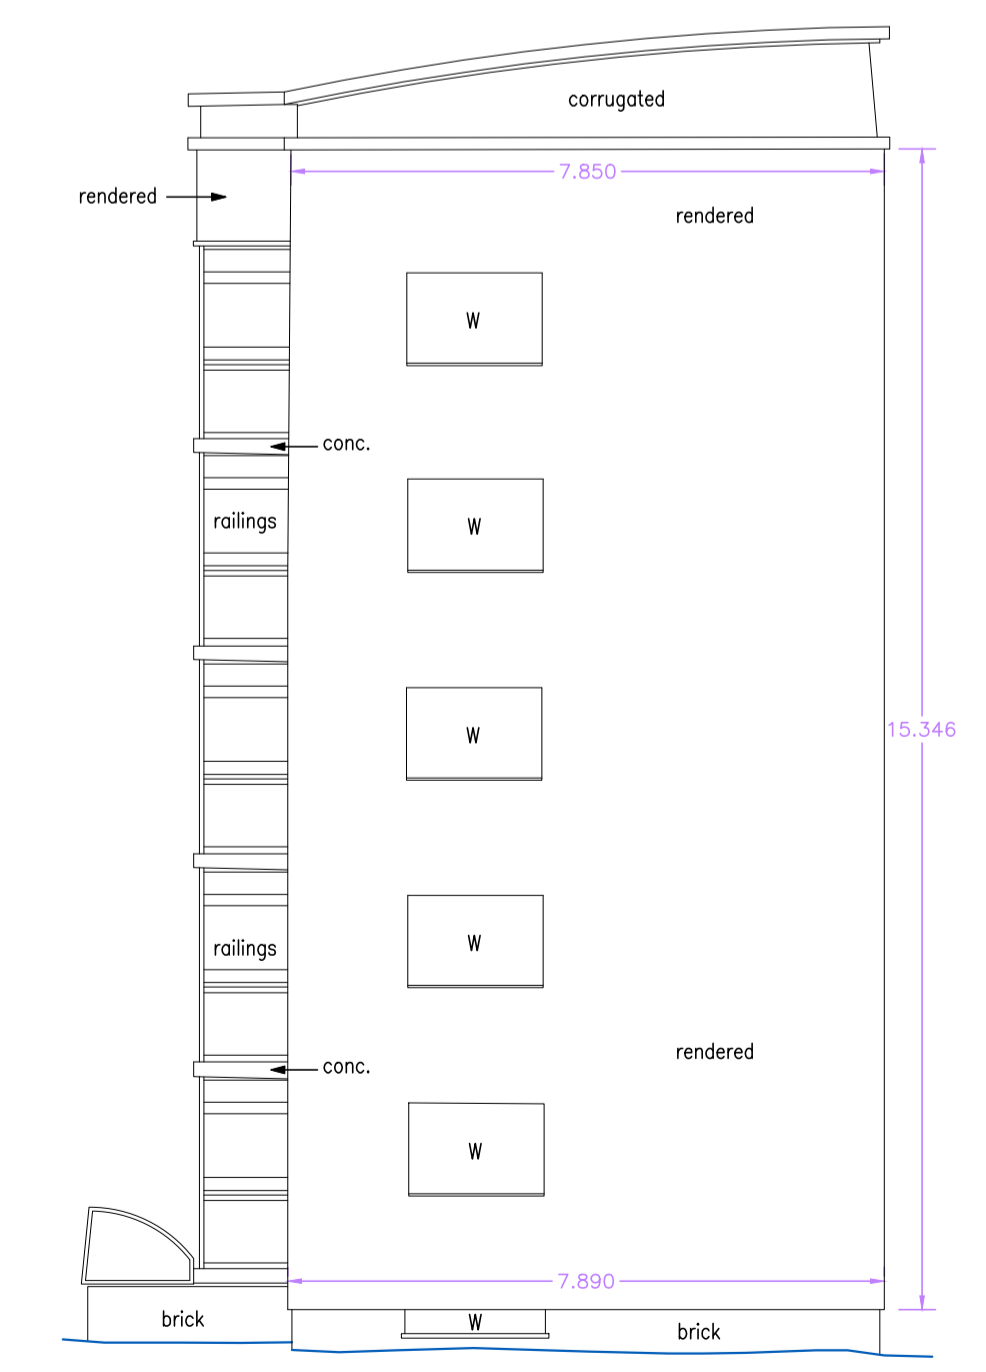 corrugated
7.850
rendered
rendered
W
conc.
railings
W
15.346
W
railings
W
rendered
conc.
W
7.890
brick
W
brick